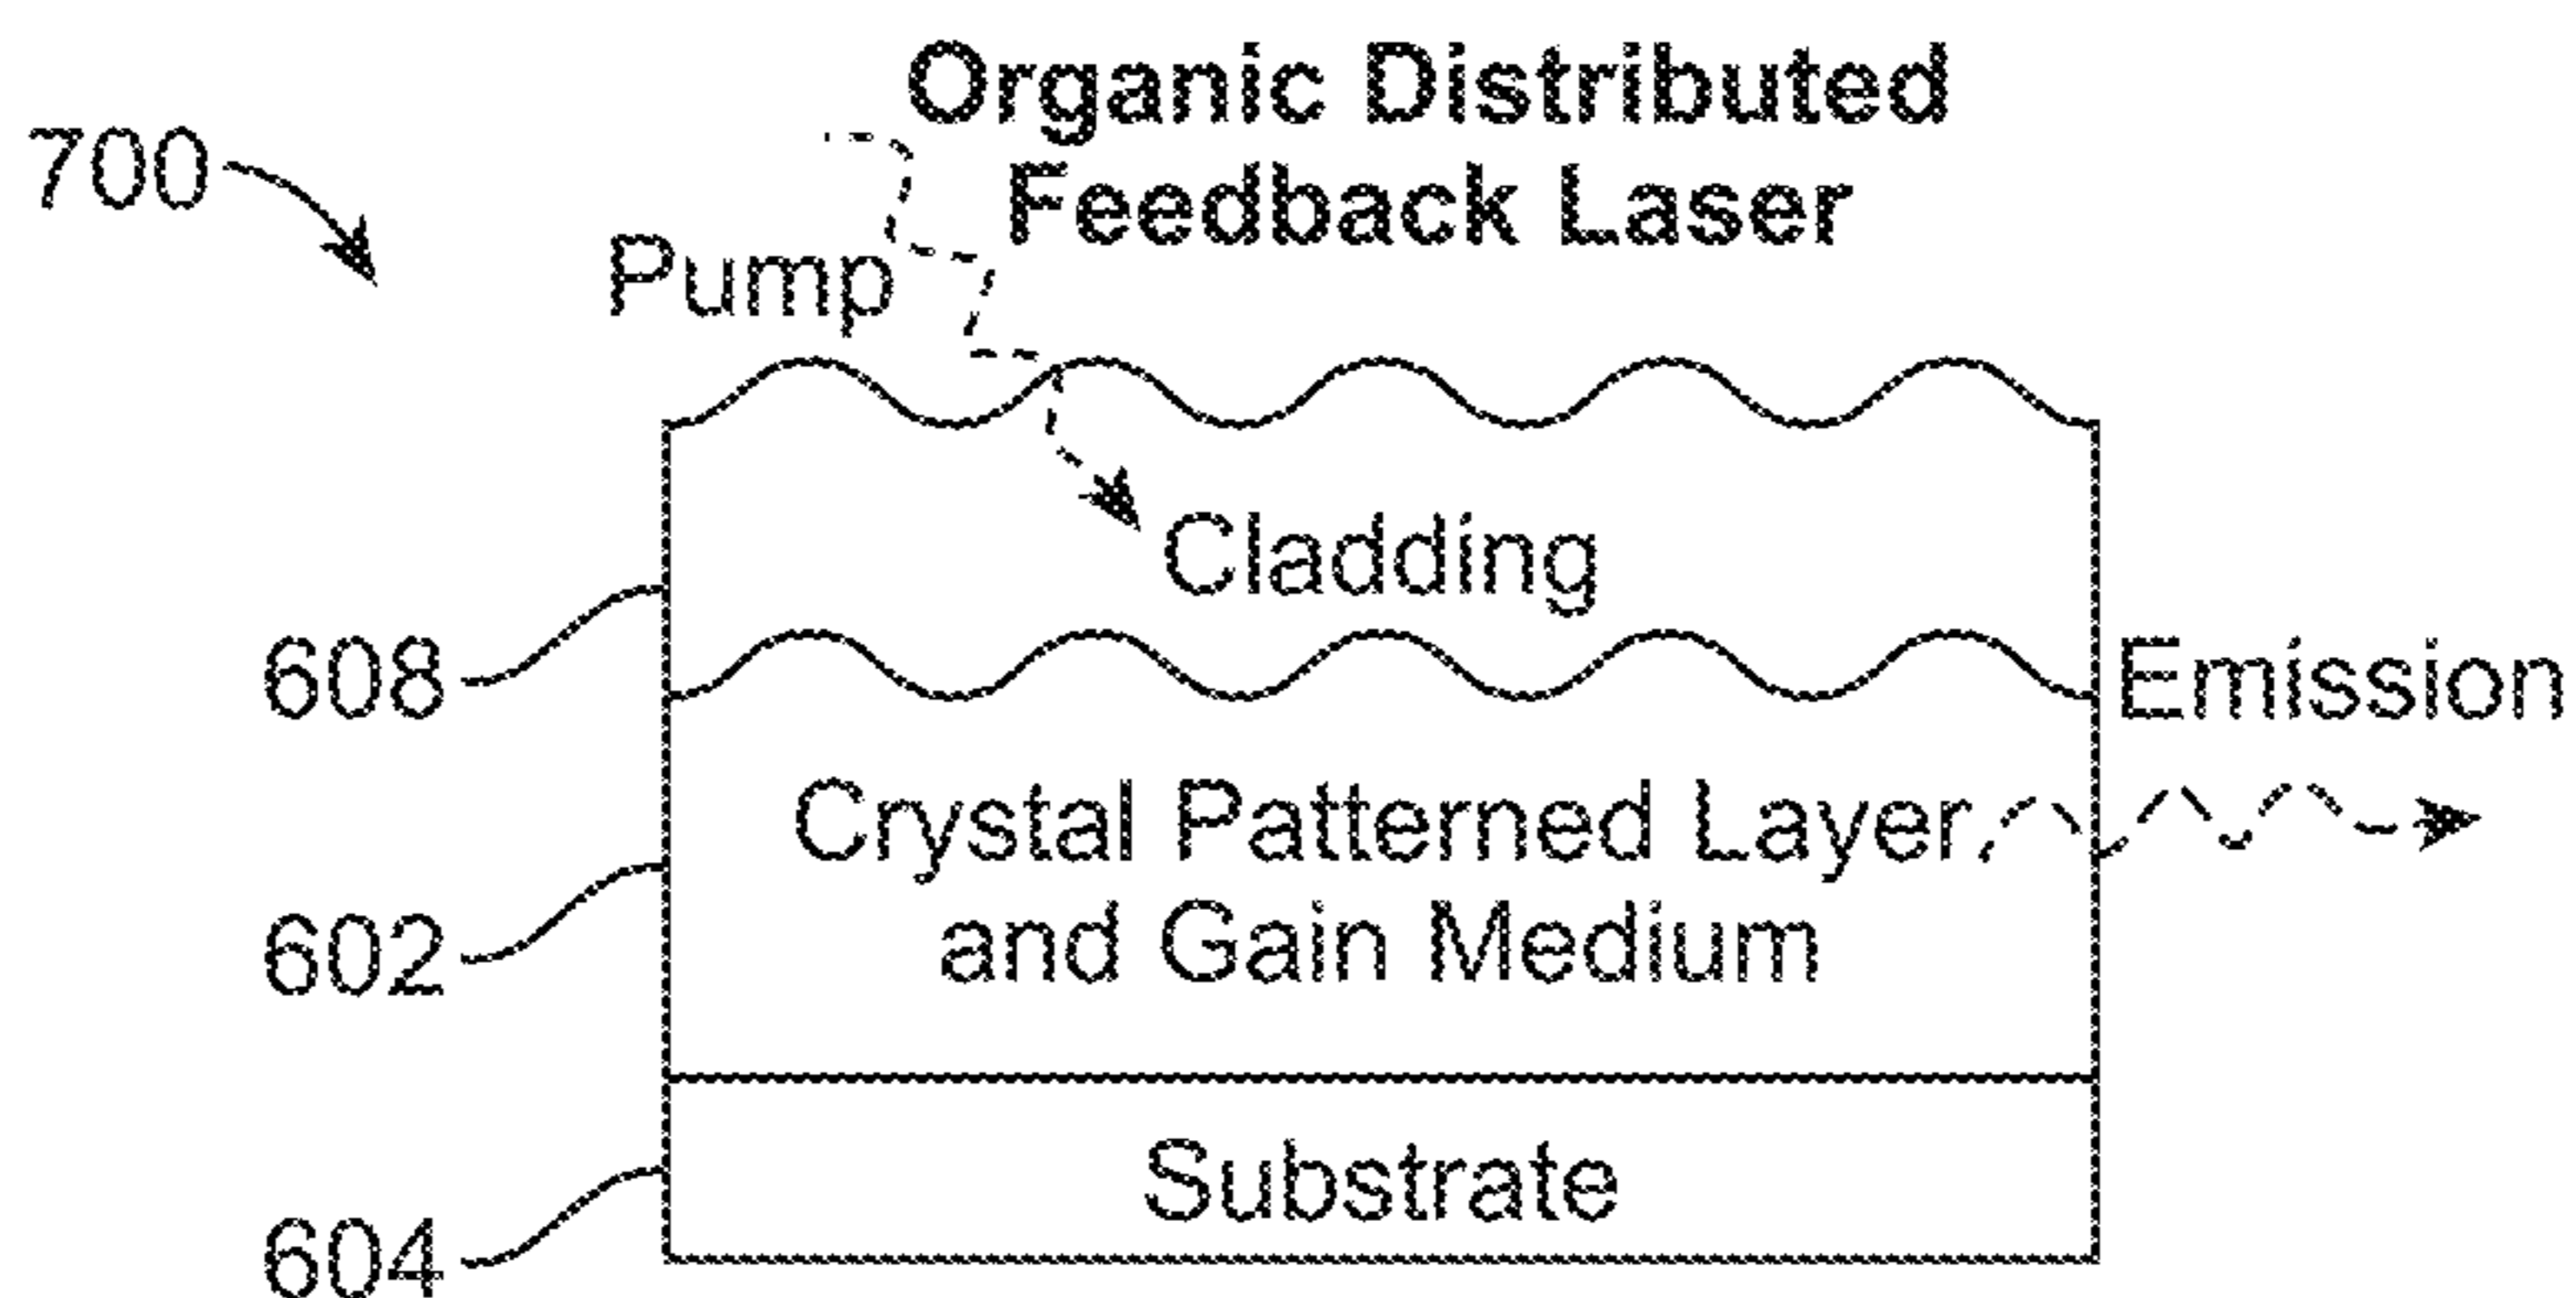 Organic Distributed
Feedback Laser
700
Pump
Cladding
608
Emission
Crystal Patterned Layer
and Gain Medium
602
Substrate
604